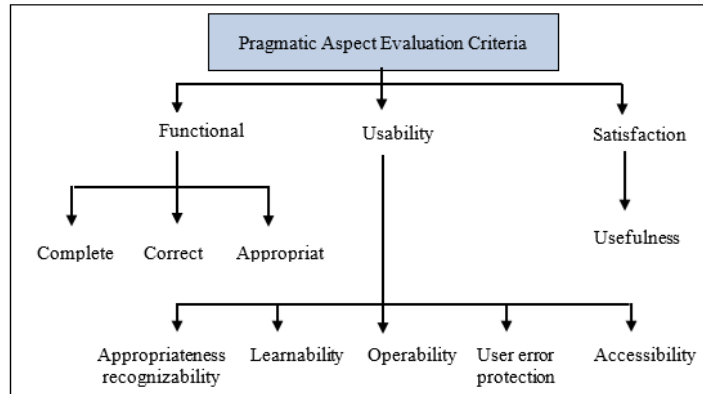 Pragmatic Aspect Evaluation Criteria
Functional
Usability
Satisfaction
Complete
Correct
Appropriat
Usefulness
Appropriateness
recognizability
Learnability
Operability
User error
protection
Accessibility